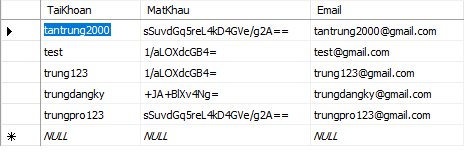 TaiKhoan MatKhau Email
tantrung2000 sSuvdGq5reL4kD4GVe/g2A== tantrung2000@gmail.com
test 1/aLOXdcGB4= test@gmail.com
trung123 1/aLOXdcGB4= trung123@gmail.com
trungdangky +JA+BlXv4Ng= trungdangky@gmail.com
trungpro123 sSuvdGq5reL4kD4GVe/g2A== trungpro123@gmail.com
NULL NULL NULL